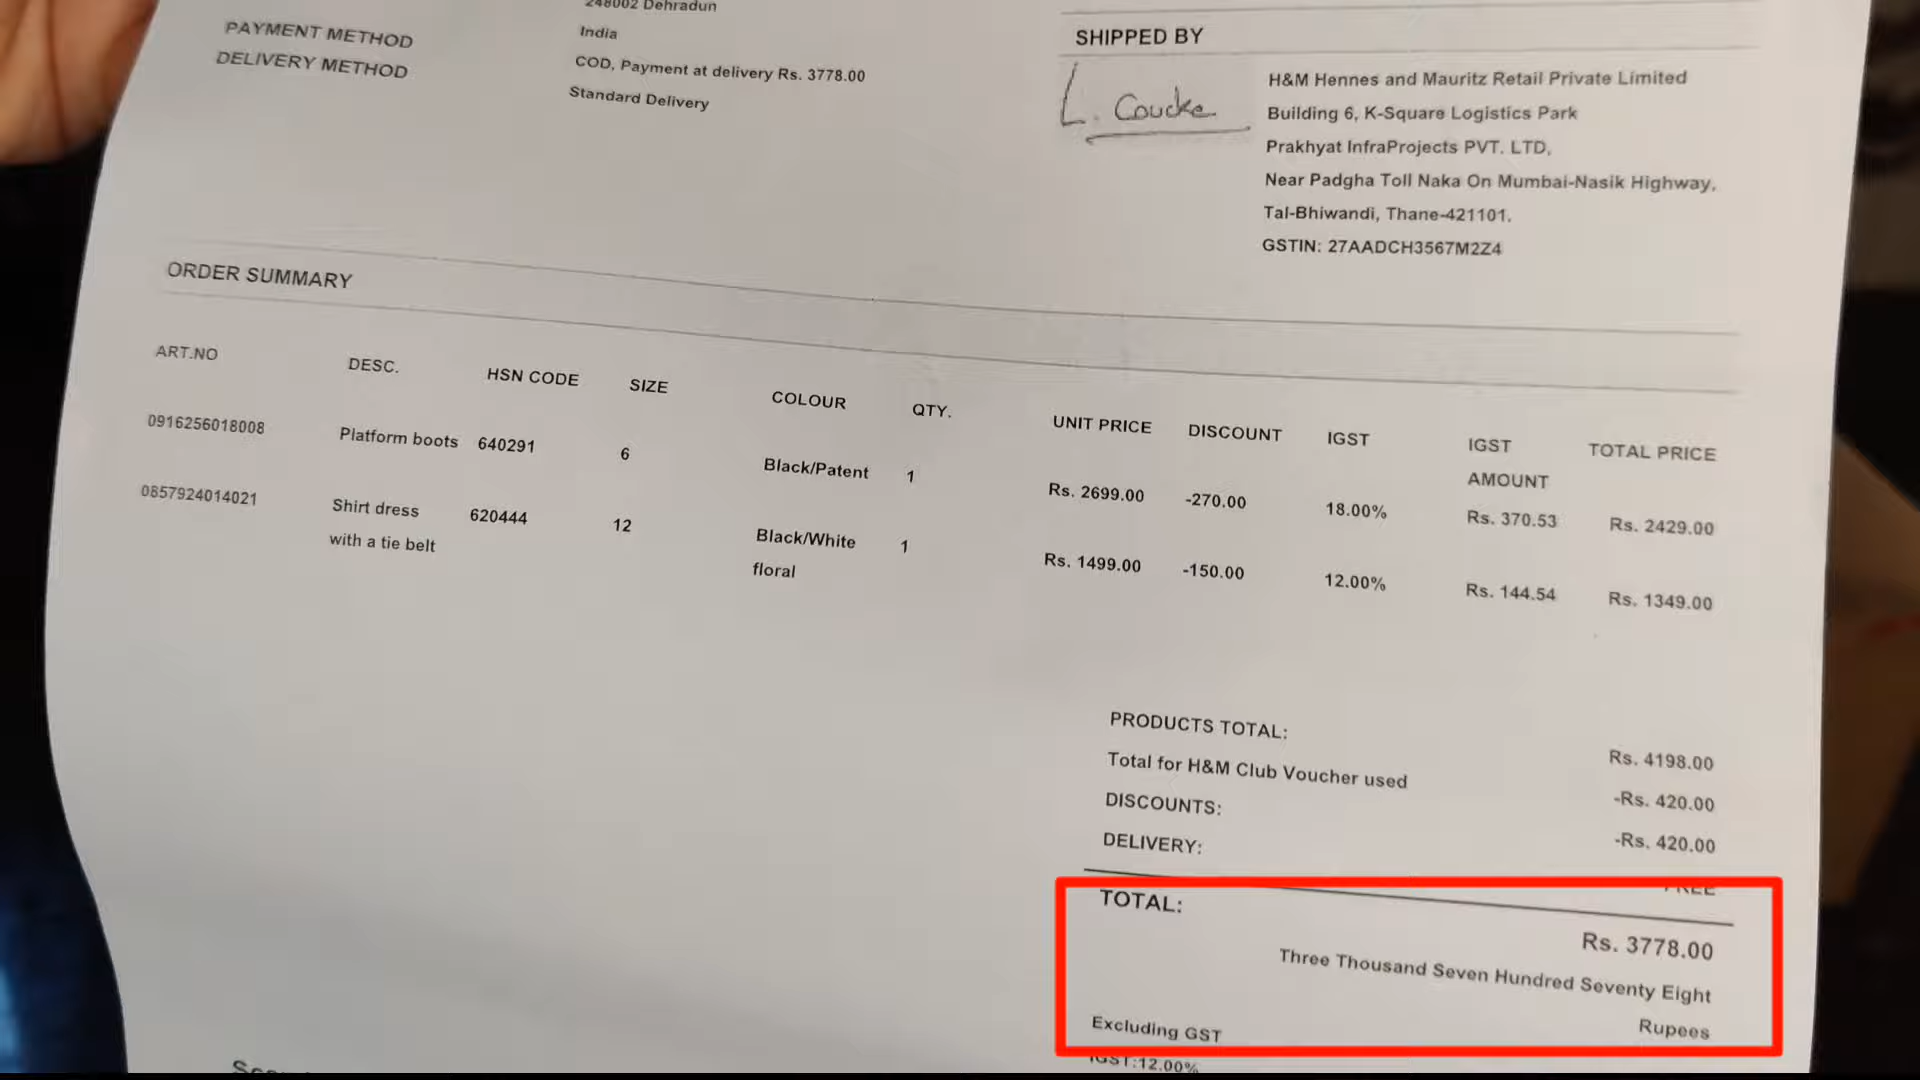 248002 Dehradun
India
PAYMENT METHOD COD, Payment at delivery Rs. 3778.00
DELIVERY METHOD Standard Delivery
SHIPPED BY
L. Coucke
H&M Hennes and Mauritz Retail Private Limited
Building 6, K-Square Logistics Park
Prakhyat InfraProjects PVT. LTD,
Near Padgha Toll Naka On Mumbai-Nasik Highway,
Tal-Bhiwandi, Thane-421101.
GSTIN: 27AADCH3567M2Z4
ORDER SUMMARY
ART.NO DESC. HSN CODE SIZE COLOUR QTY. UNIT PRICE DISCOUNT IGST IGST AMOUNT TOTAL PRICE
0916256018008 Platform boots 640291 6 Black/Patent 1 Rs. 2699.00 -270.00 18.00% Rs. 370.53 Rs. 2429.00
0857924014021 Shirt dress 620444 12 Black/White 1 Rs. 1499.00 -150.00 12.00% Rs. 144.54 Rs. 1349.00
with a tie belt floral
PRODUCTS TOTAL: Rs. 4198.00
Total for H&M Club Voucher used -Rs. 420.00
DISCOUNTS: -Rs. 420.00
DELIVERY: FREE
TOTAL: Rs. 3778.00
Three Thousand Seven Hundred Seventy Eight
Rupees
Excluding GST
IGST:12.00%